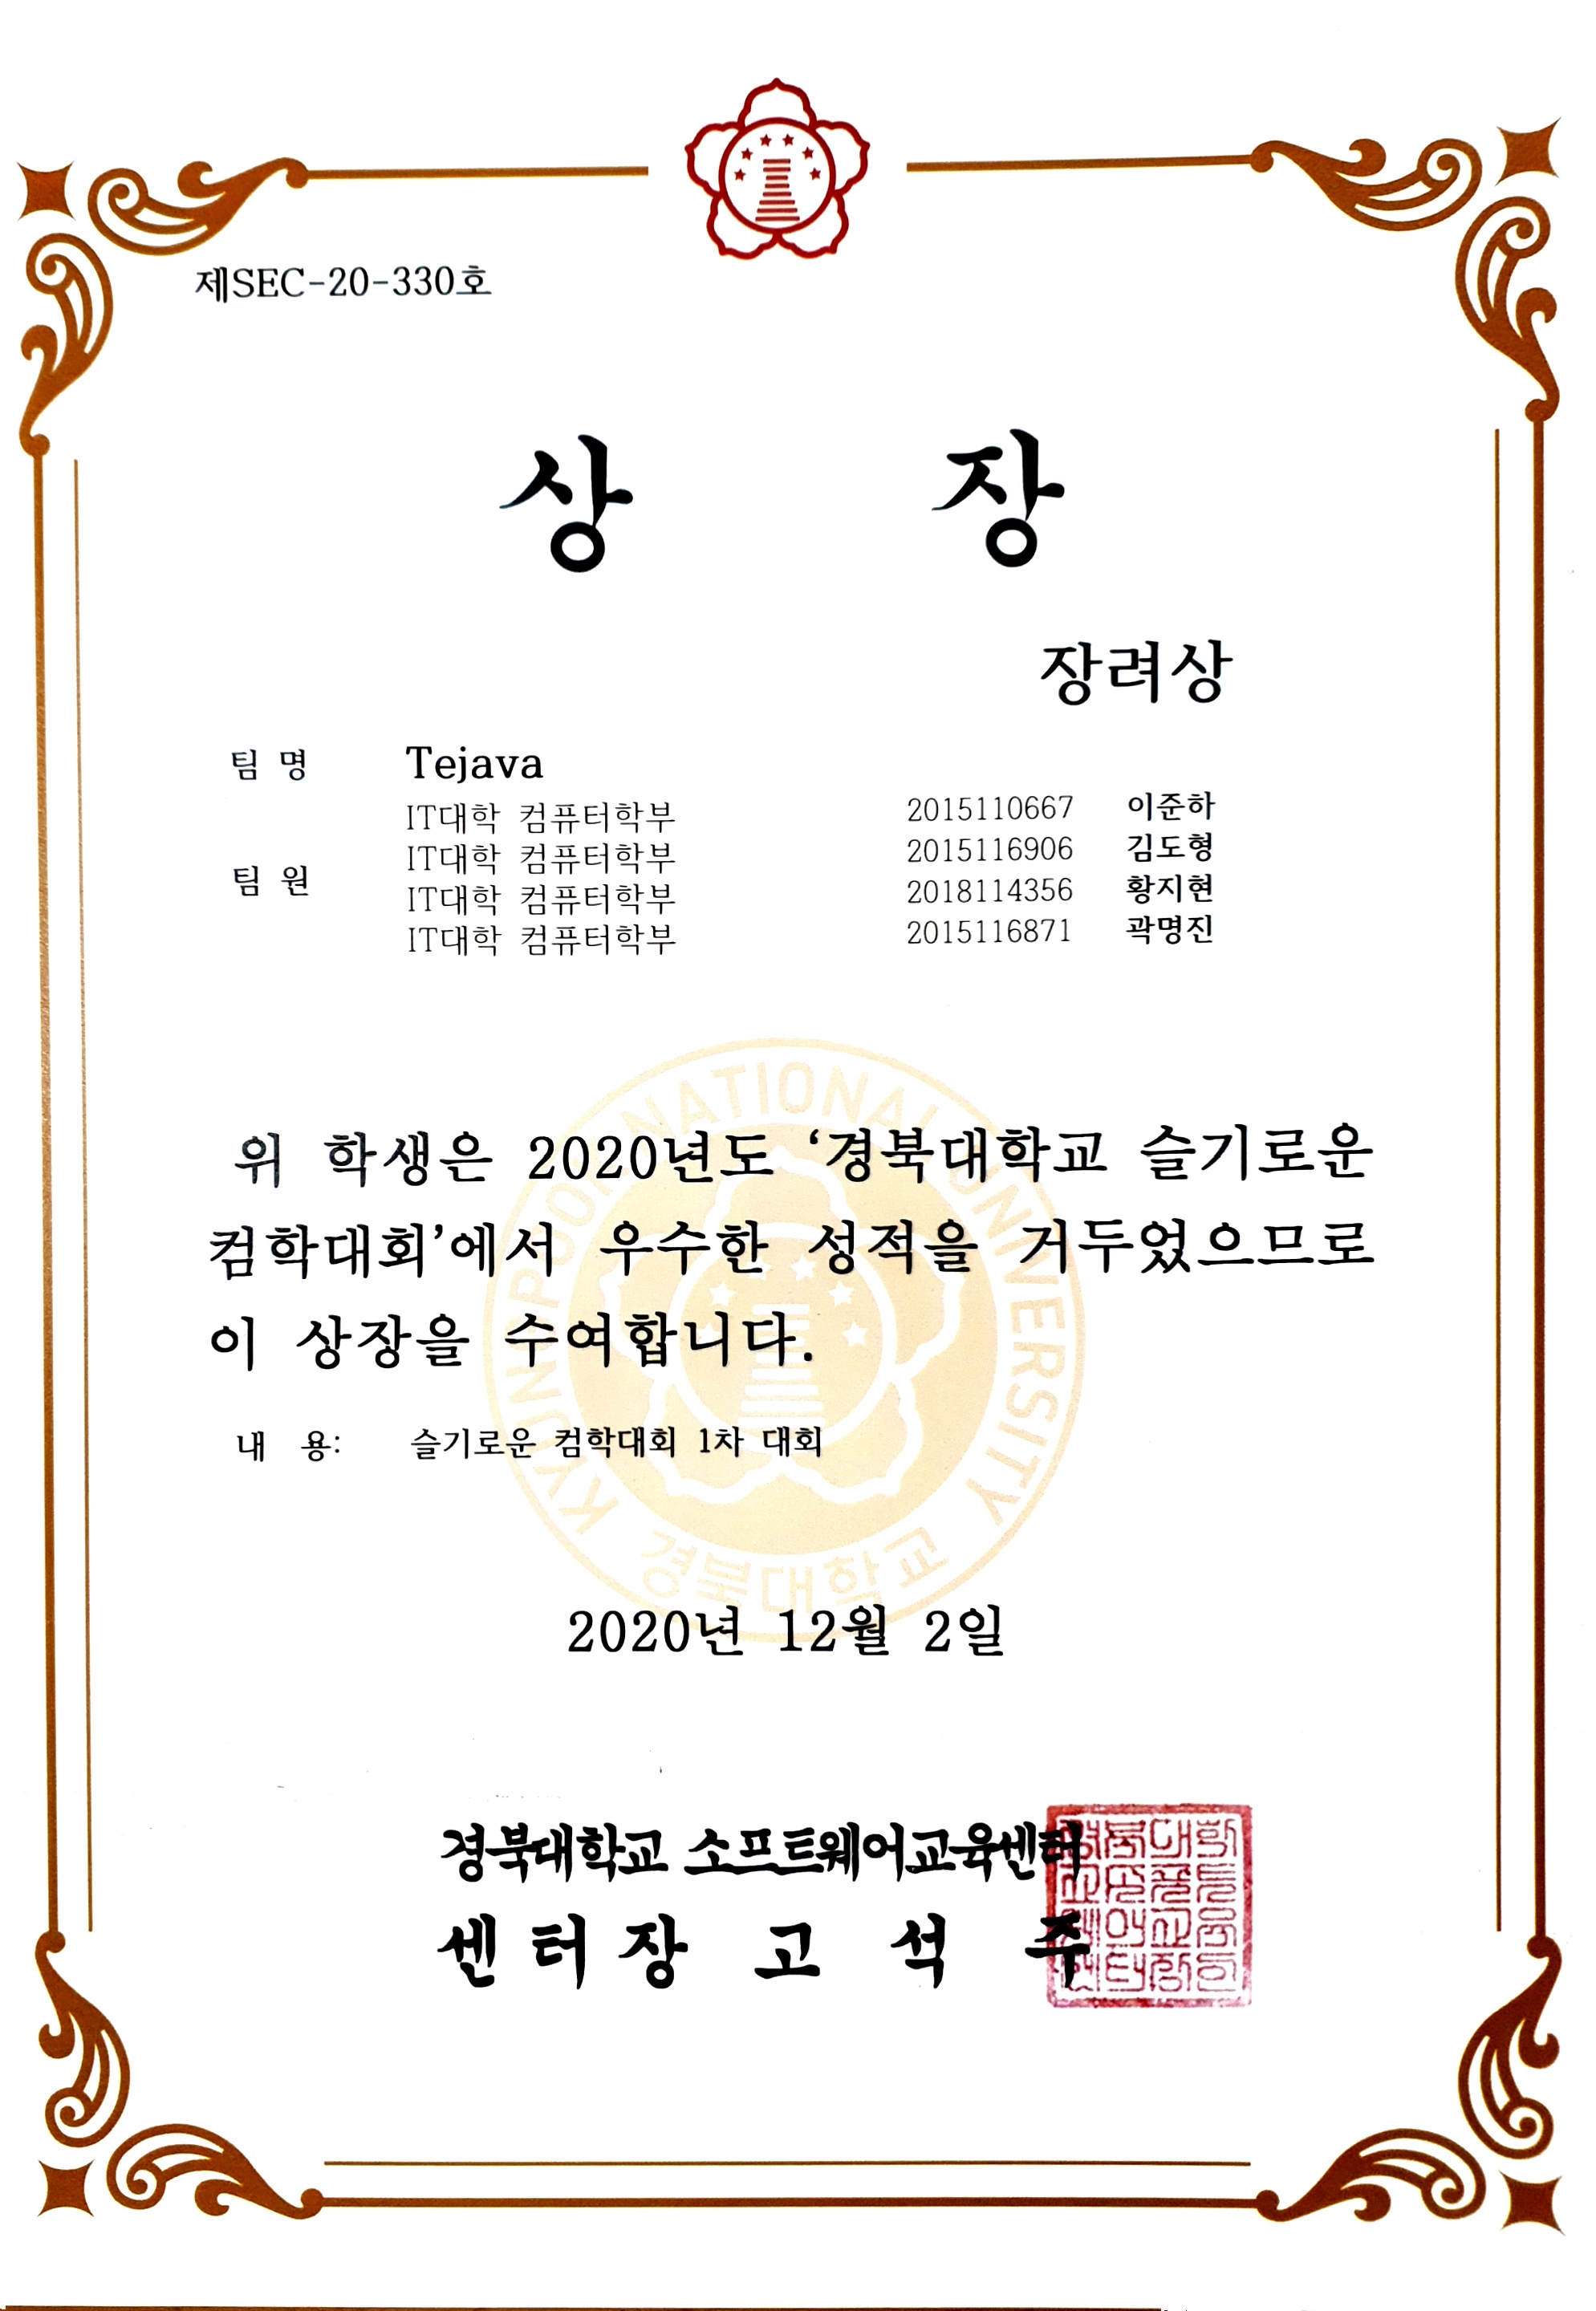 제SEC-20-330호
상 장
장려상
팀 명 Tejava
IT대학 컴퓨터학부 2015110667 이준하
IT대학 컴퓨터학부 2015116906 김도형
팀 원
IT대학 컴퓨터학부 2018114356 황지현
IT대학 컴퓨터학부 2015116871 곽명진
위 학생은 2020년도 ‘경북대학교 슬기로운
컴학대회’에서 우수한 성적을 거두었으므로
이 상장을 수여합니다.
내 용: 슬기로운 컴학대회 1차 대회
KYUNGPOOK NATIONAL UNIVERSITY
경북대학교
2020년 12월 2일
경북대학교 소프트웨어교육센터
센터장 고 석 주